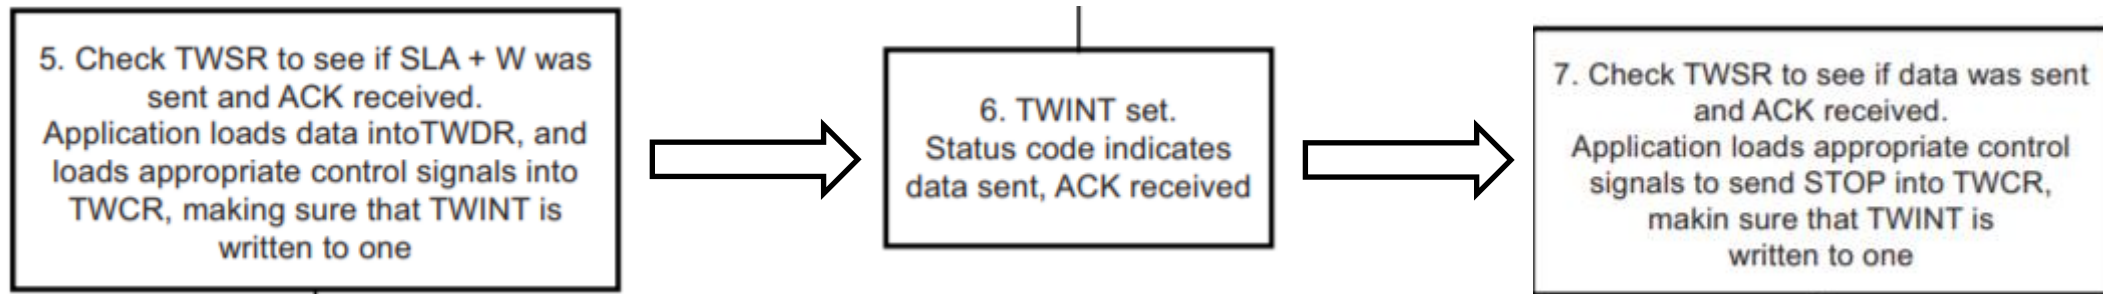 5. Check TWSR to see if SLA + W was
sent and ACK received.
Application loads data intoTWDR, and
loads appropriate control signals into
TWCR, making sure that TWINT is
written to one
6. TWINT set.
Status code indicates
data sent, ACK received
7. Check TWSR to see if data was sent
and ACK received.
Application loads appropriate control
signals to send STOP into TWCR,
makin sure that TWINT is
written to one